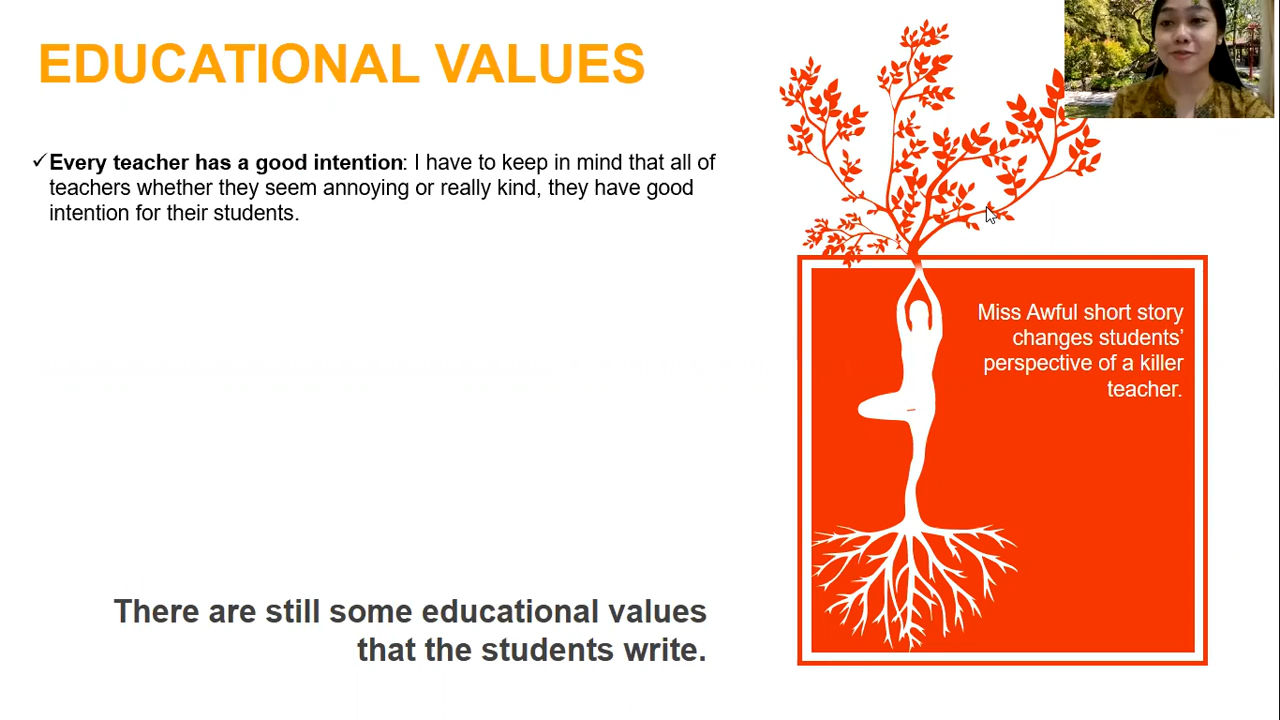 EDUCATIONAL VALUES
✓Every teacher has a good intention: I have to keep in mind that all of
teachers whether they seem annoying or really kind, they have good
intention for their students.
Miss Awful short story
changes students’
perspective of a killer
teacher.
There are still some educational values
that the students write.